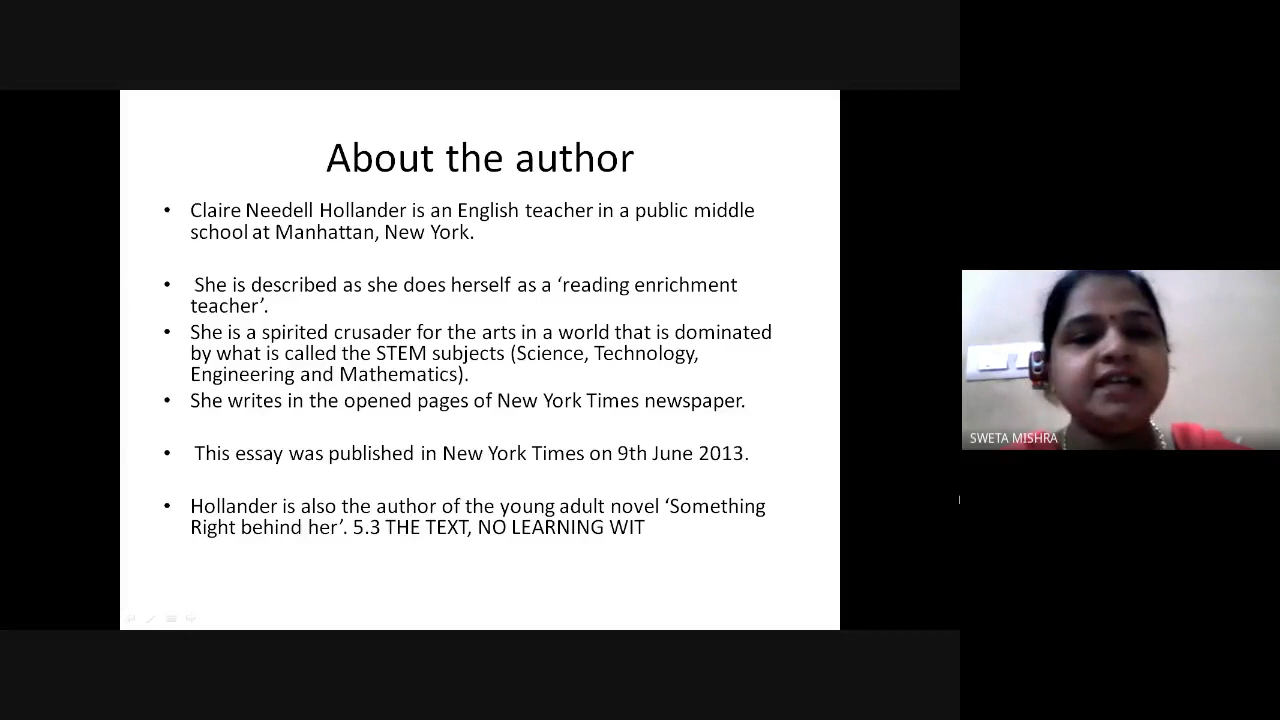 About the author
• Claire Needell Hollander is an English teacher in a public middle
school at Manhattan, New York.
• She is described as she does herself as a ‘reading enrichment
teacher’.
• She is a spirited crusader for the arts in a world that is dominated
by what is called the STEM subjects (Science, Technology,
Engineering and Mathematics).
• She writes in the opened pages of New York Times newspaper.
• This essay was published in New York Times on 9th June 2013.
• Hollander is also the author of the young adult novel ‘Something
Right behind her’. 5.3 THE TEXT, NO LEARNING WIT
SWETA MISHRA